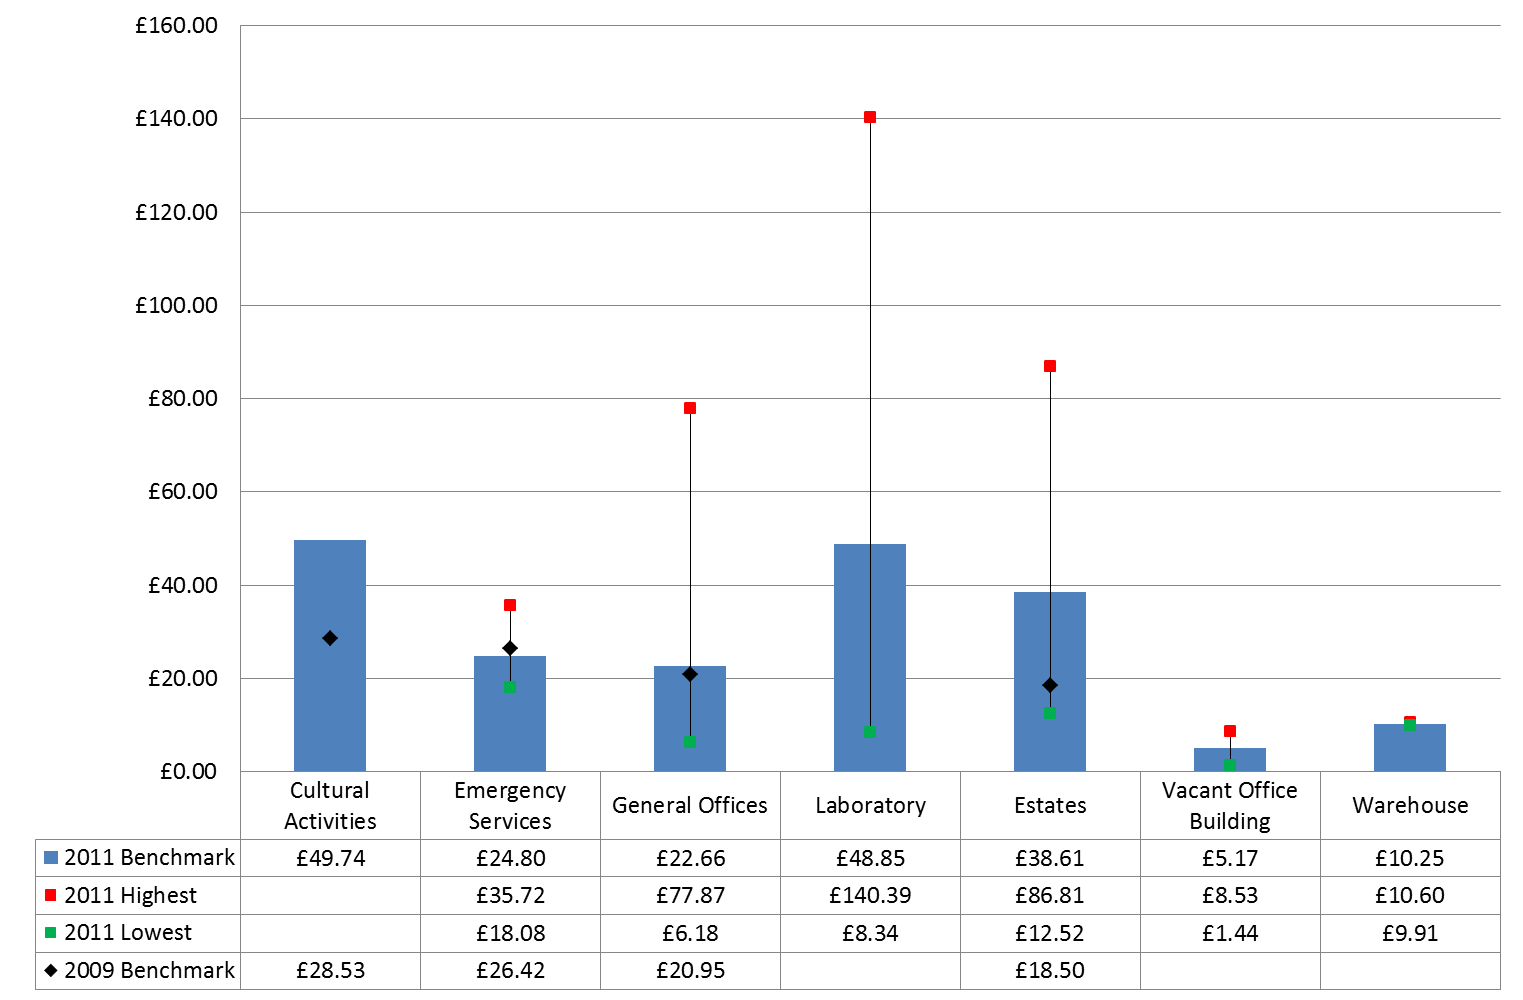 £160.00
£140.00
£120.00
£100.00
£80.00
£60.00
£40.00
£20.00
£0.00
Cultural Activities Emergency Services General Offices Laboratory Estates Vacant Office Building Warehouse
2011 Benchmark £49.74 £24.80 £22.66 £48.85 £38.61 £5.17 £10.25
2011 Highest £35.72 £77.87 £140.39 £86.81 £8.53 £10.60
2011 Lowest £18.08 £6.18 £8.34 £12.52 £1.44 £9.91
2009 Benchmark £28.53 £26.42 £20.95 £18.50